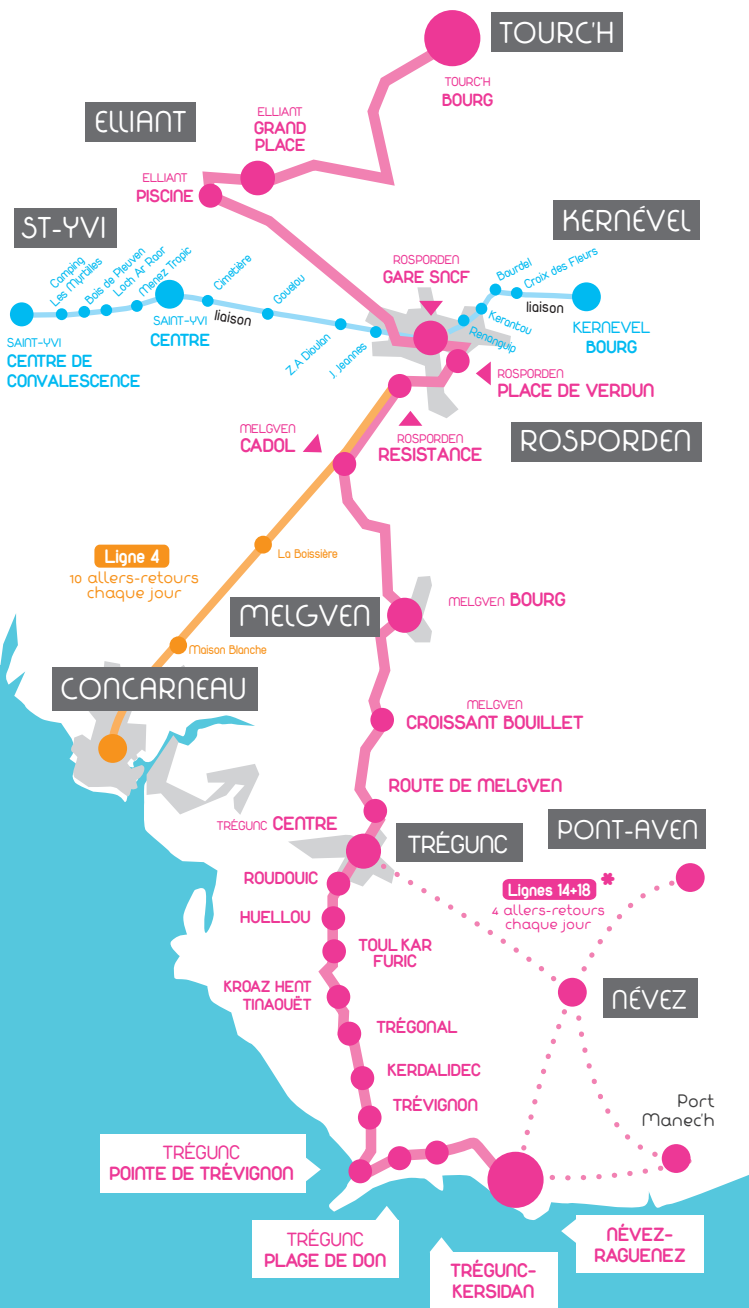 TOURC'H
TOURC'H
BOURG
ELLIANT
ELLIANT
GRAND
PLACE
ELLIANT
PISCINE
ST-YVI
KERNÉVEL
Camping
Les Myrtilles
Bois de Pleuven
Loch Ar Raor
Menez Tropic
Cimetière
Gouelou
liaison
SAINT-YVI
CENTRE
SAINT-YVI
CENTRE DE
CONVALESCENCE
Z.A Dioulan
J. Jeannes
ROSPORDEN
GARE SNCF
Bourdel
Croix des Fleurs
liaison
Kerantou
Renanguip
KERNEVEL
BOURG
ROSPORDEN
PLACE DE VERDUN
MELGVEN
CADOL
ROSPORDEN
RESISTANCE
ROSPORDEN
Ligne 4
10 allers-retours
chaque jour
La Boissière
MELGVEN
MELGVEN BOURG
Maison Blanche
CONCARNEAU
MELGVEN
CROISSANT BOUILLET
ROUTE DE MELGVEN
TRÉGUNC CENTRE
TRÉGUNC
PONT-AVEN
ROUDOUIC
Lignes 14+18 *
4 allers-retours
chaque jour
HUELLOU
TOUL KAR
FURIC
KROAZ HENT
TINAOUËT
NÉVEZ
TRÉGONAL
KERDALIDEC
TRÉVIGNON
Port
Manec'h
TRÉGUNC
POINTE DE TRÉVIGNON
TRÉGUNC
PLAGE DE DON
TRÉGUNC-
KERSIDAN
NÉVEZ-
RAGUENEZ